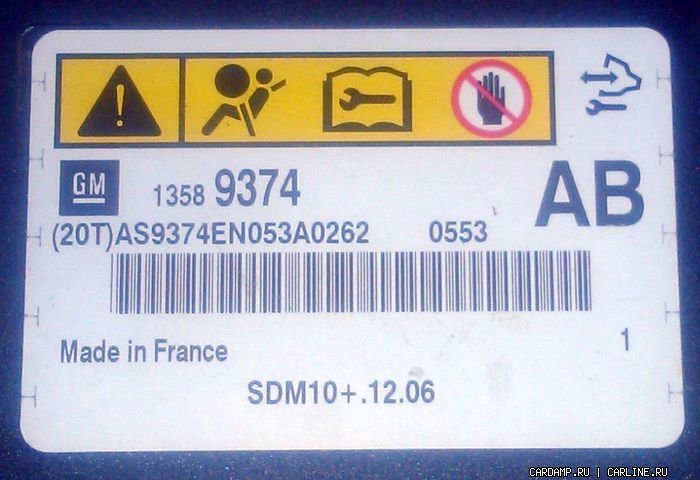 GM 1358 9374 AB
(20T)AS9374EN053A0262 0553
Made in France 1
SDM10+.12.06
CARDAMP.RU | CARLINE.RU